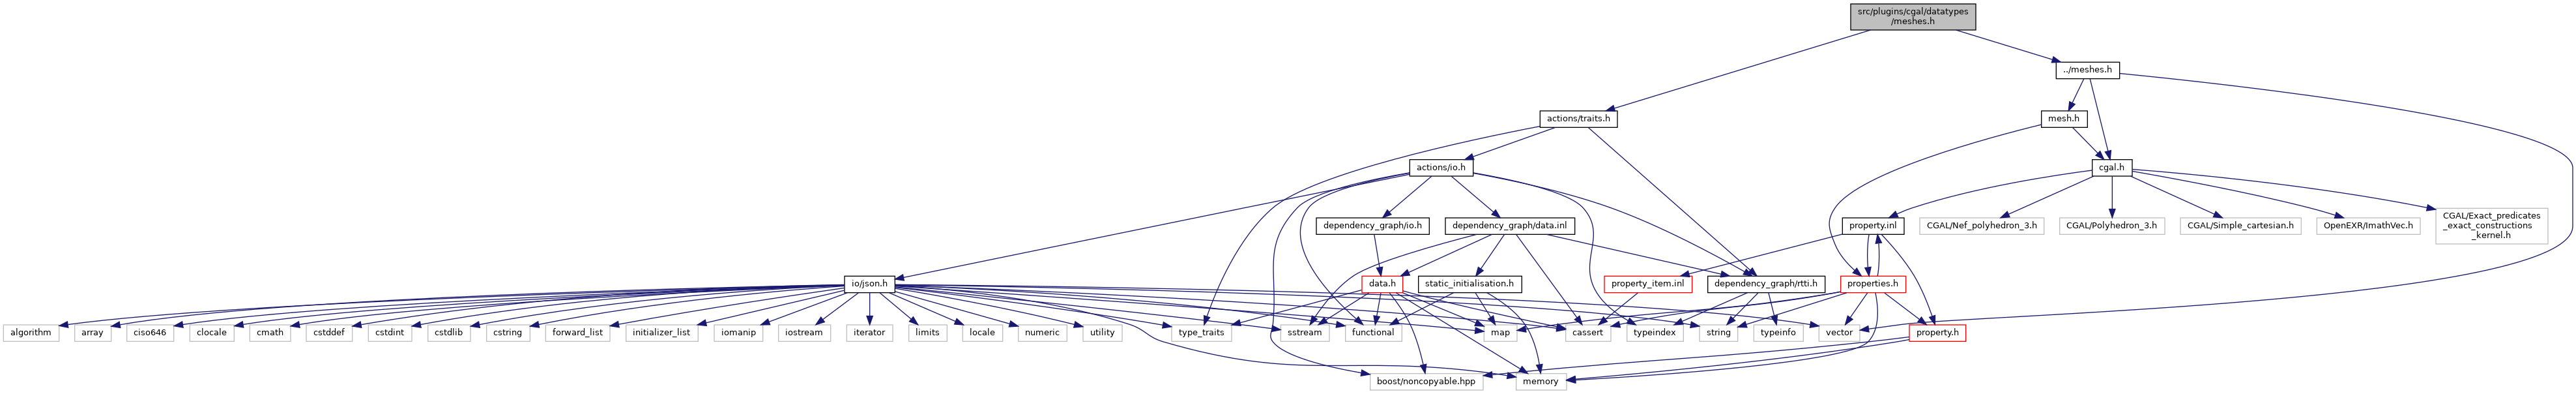 src/plugins/cgal/datatypes
/meshes.h
../meshes.h
actions/traits.h
mesh.h
actions/io.h
cgal.h
dependency_graph/io.h
dependency_graph/data.inl
property.inl
CGAL/Nef_polyhedron_3.h
CGAL/Polyhedron_3.h
CGAL/Simple_cartesian.h
OpenEXR/ImathVec.h
CGAL/Exact_predicates
_exact_constructions
_kernel.h
io/json.h
data.h
static_initialisation.h
property_item.inl
dependency_graph/rtti.h
properties.h
algorithm
array
ciso646
clocale
cmath
cstddef
cstdint
cstdlib
cstring
forward_list
initializer_list
iomanip
iostream
iterator
limits
locale
numeric
utility
type_traits
sstream
functional
map
cassert
typeindex
string
typeinfo
vector
property.h
boost/noncopyable.hpp
memory